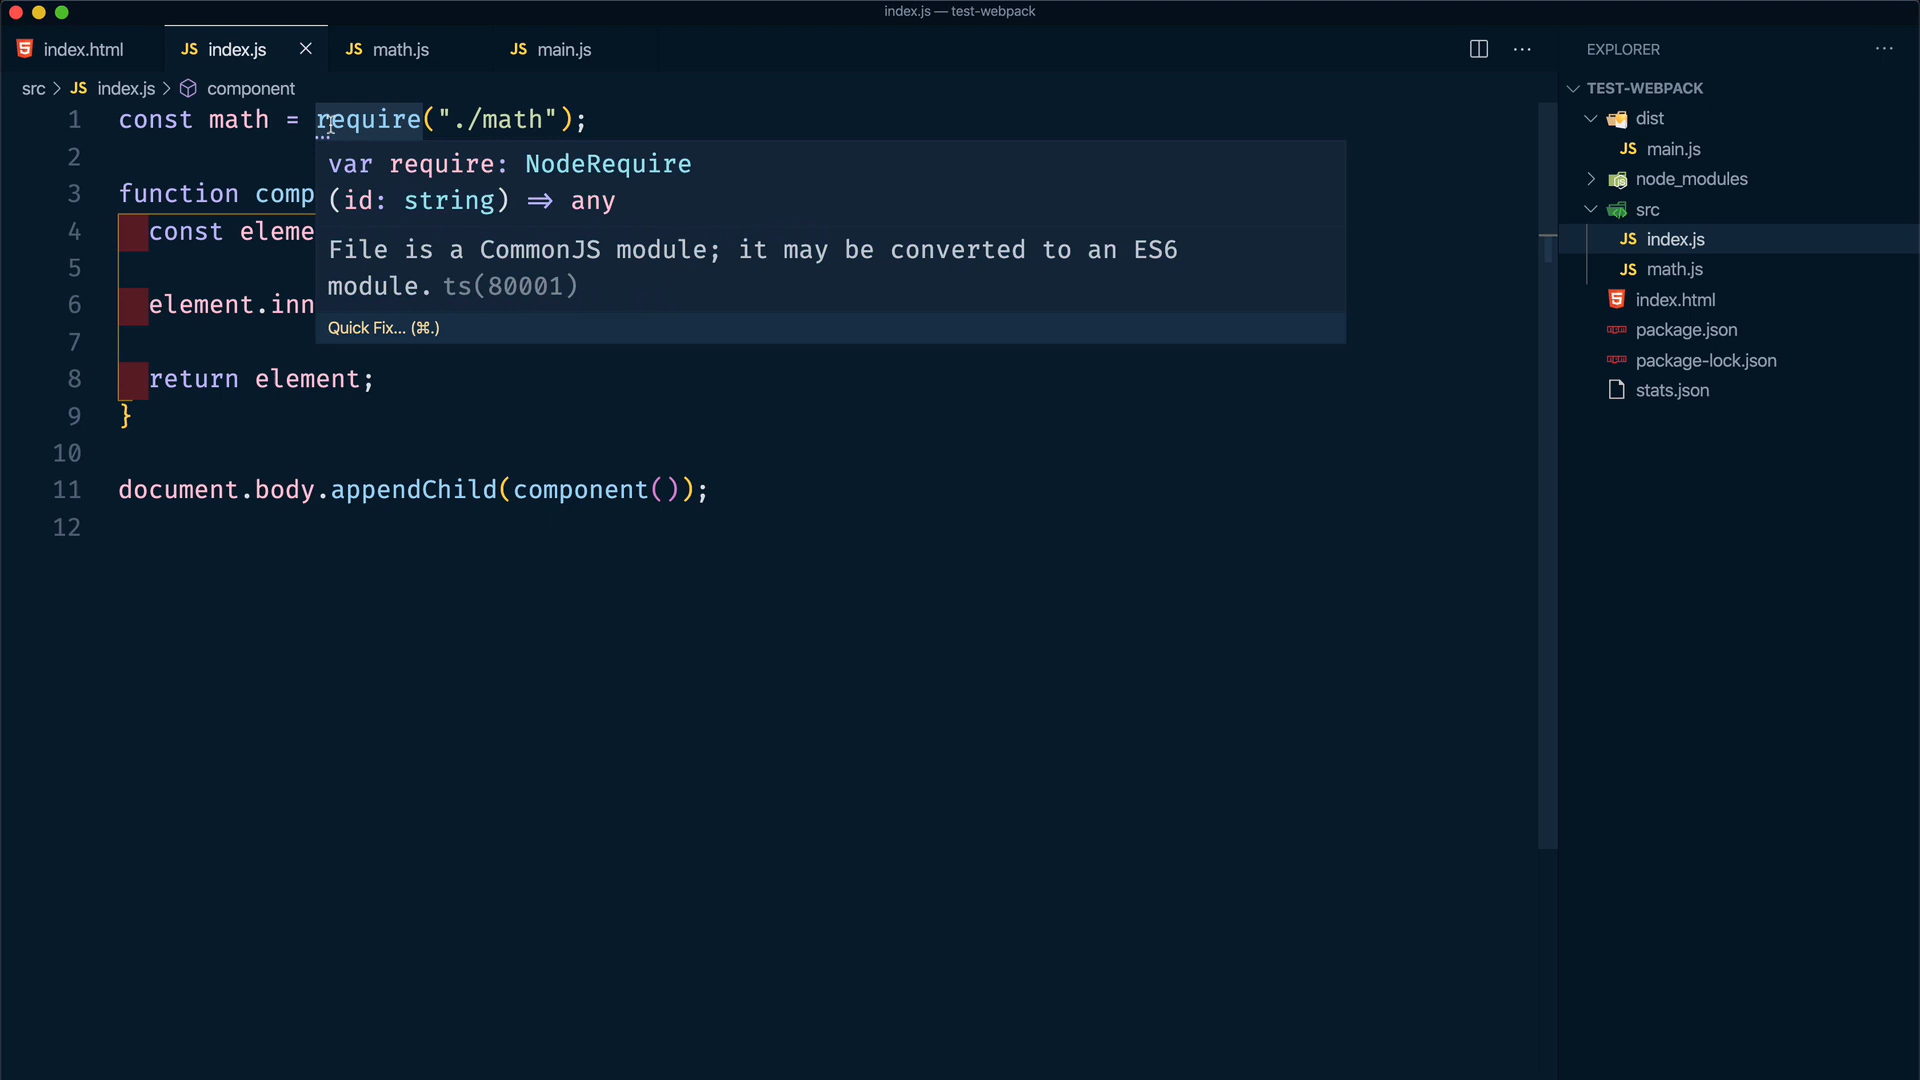 index.js — test-webpack
index.html
JS index.js
JS math.js
JS main.js
src > JS index.js > component
1 const math = require("./math");
var require: NodeRequire
(id: string) => any
File is a CommonJS module; it may be converted to an ES6
module. ts(80001)
Quick Fix... (⌘.)
2
3 function comp
4 const eleme
5
6 element.inn
7
8 return element;
9 }
10
11 document.body.appendChild(component());
12
EXPLORER
TEST-WEBPACK
dist
JS main.js
node_modules
src
JS index.js
JS math.js
index.html
package.json
package-lock.json
stats.json